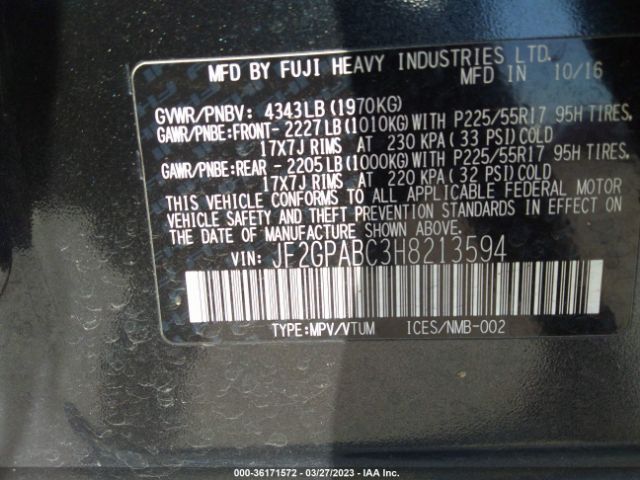 MFD BY FUJI HEAVY INDUSTRIES LTD.
MFD IN 10/16
GVWR/PNBV: 4343LB(1970KG)
GAWR/PNBE:FRONT-2227LB(1010KG)WITH P225/55R17 95H TIRES,
17X7J RIMS AT 230 KPA(33 PSI)COLD
GAWR/PNBE:REAR -2205LB(1000KG)WITH P225/55R17 95H TIRES,
17X7J RIMS AT 220 KPA(32 PSI)COLD
THIS VEHICLE CONFORMS TO ALL APPLICABLE FEDERAL MOTOR
VEHICLE SAFETY AND THEFT PREVENTION STANDARDS IN EFFECT ON
THE DATE OF MANUFACTURE SHOWN ABOVE.
VIN: JF2GPABC3H8213594
TYPE:MPV/VTUM ICES/NMB-002
000-36171572 - 03/27/2023 - IAA Inc.